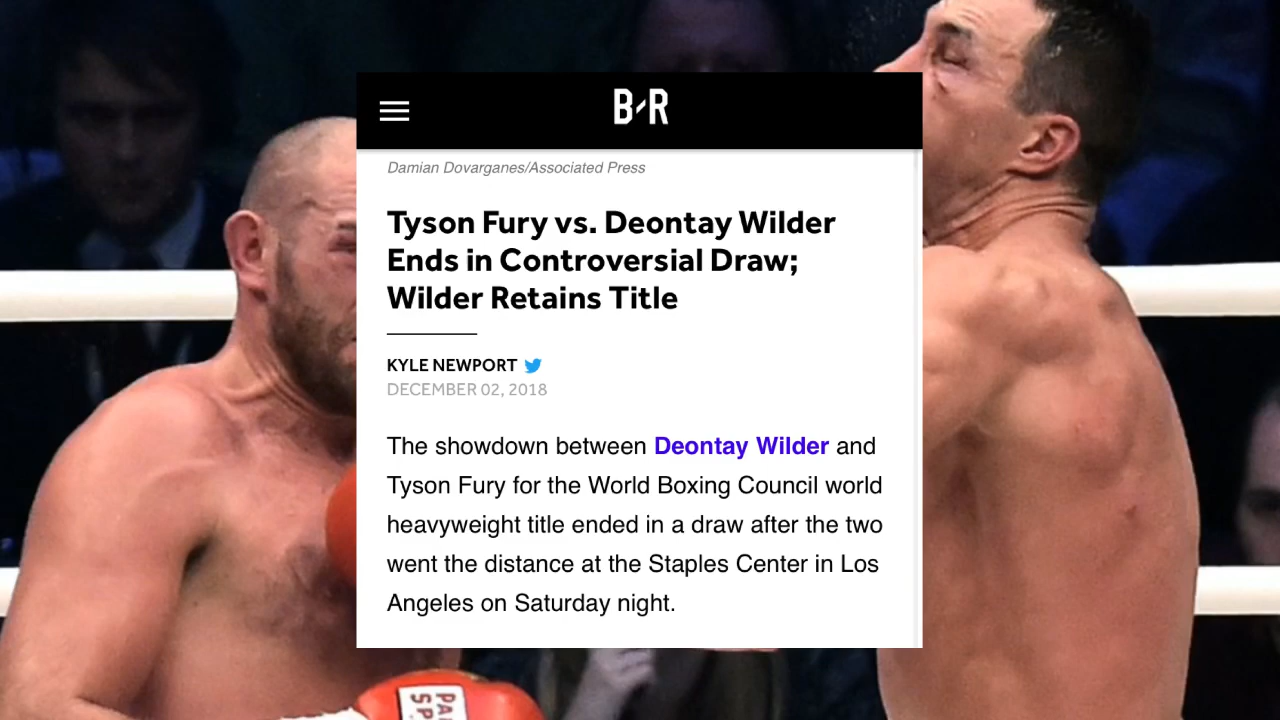 B/R
Damian Dovarganes/Associated Press
Tyson Fury vs. Deontay Wilder
Ends in Controversial Draw;
Wilder Retains Title
KYLE NEWPORT
DECEMBER 02, 2018
The showdown between Deontay Wilder and
Tyson Fury for the World Boxing Council world
heavyweight title ended in a draw after the two
went the distance at the Staples Center in Los
Angeles on Saturday night.